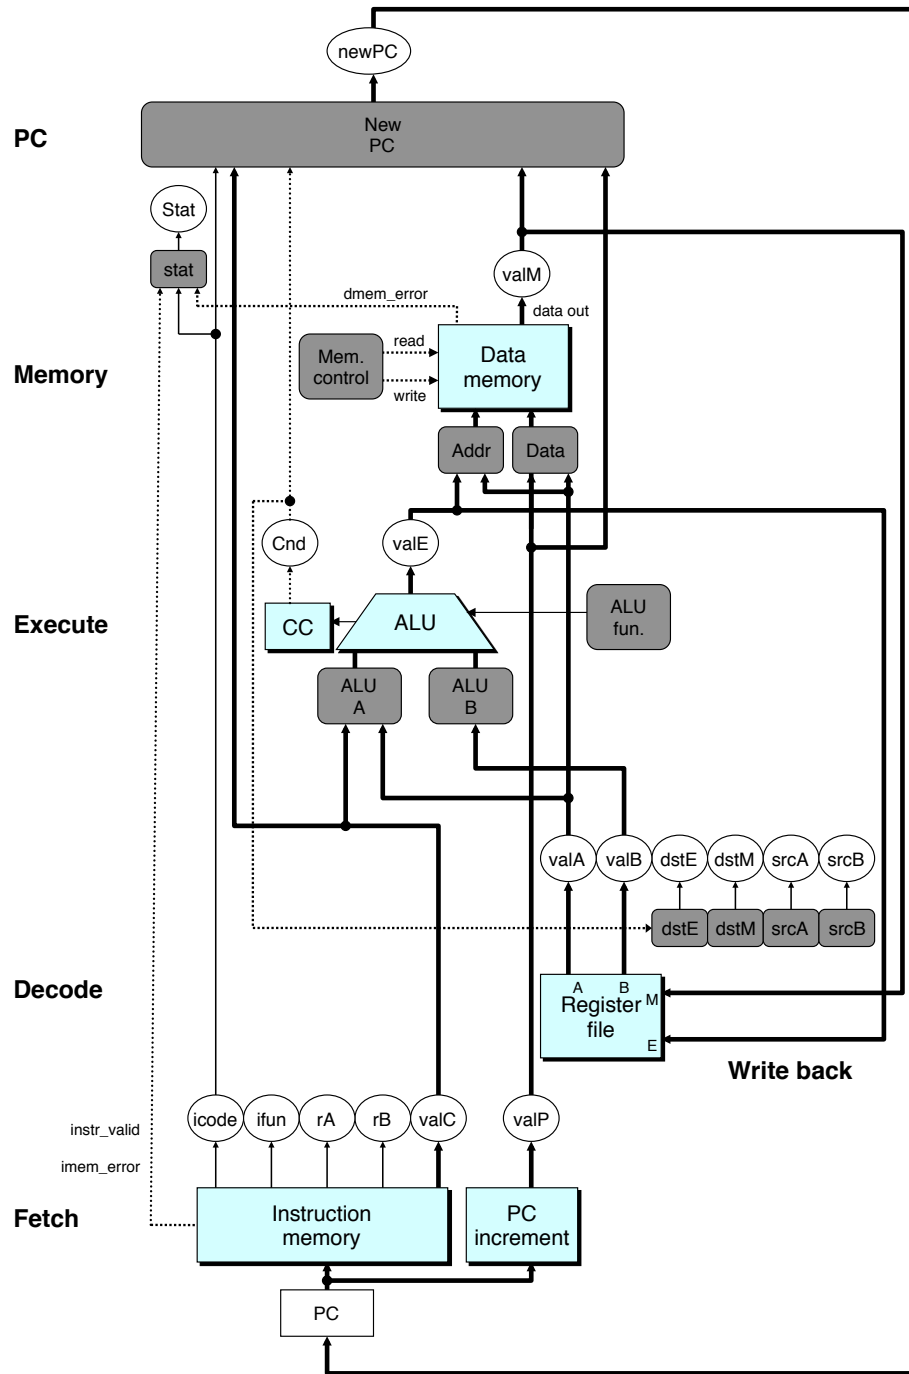 newPC
New
PC
PC
Stat
stat
valM
dmem_error
data out
Mem.
control
read
write
Data
memory
Memory
Addr
Data
Cnd
valE
Execute
CC
ALU
ALU
fun.
ALU
A
ALU
B
valA
valB
dstE
dstM
srcA
srcB
dstE
dstM
srcA
srcB
Decode
A
B
M
Register
file
E
Write back
icode
ifun
rA
rB
valC
valP
instr_valid
imem_error
Fetch
Instruction
memory
PC
increment
PC